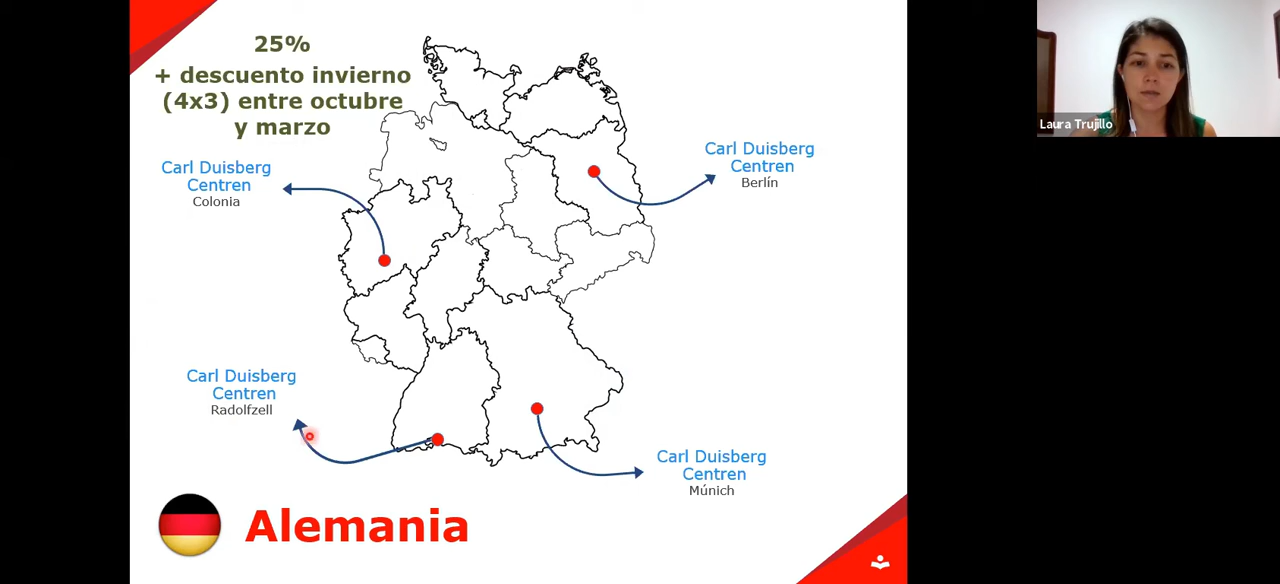 25%
+ descuento invierno
(4x3) entre octubre
y marzo
Laura Trujillo
Carl Duisberg
Centren
Colonia
Carl Duisberg
Centren
Berlín
Carl Duisberg
Centren
Radolfzell
Carl Duisberg
Centren
Múnich
Alemania